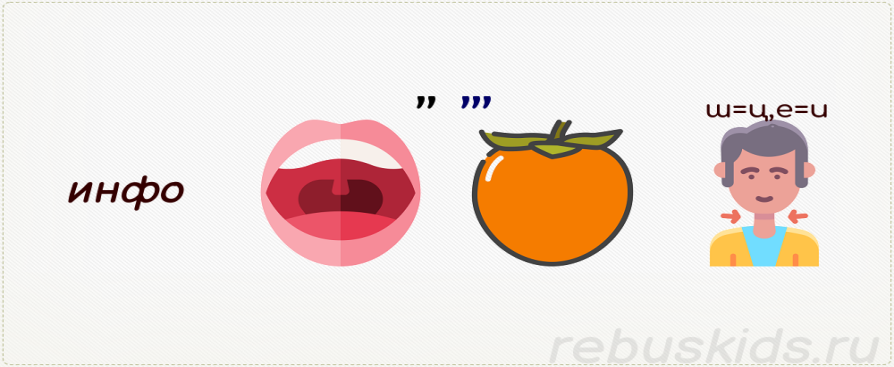 инфо
,, ,,,
ш=ц,е=и
rebuskids.ru